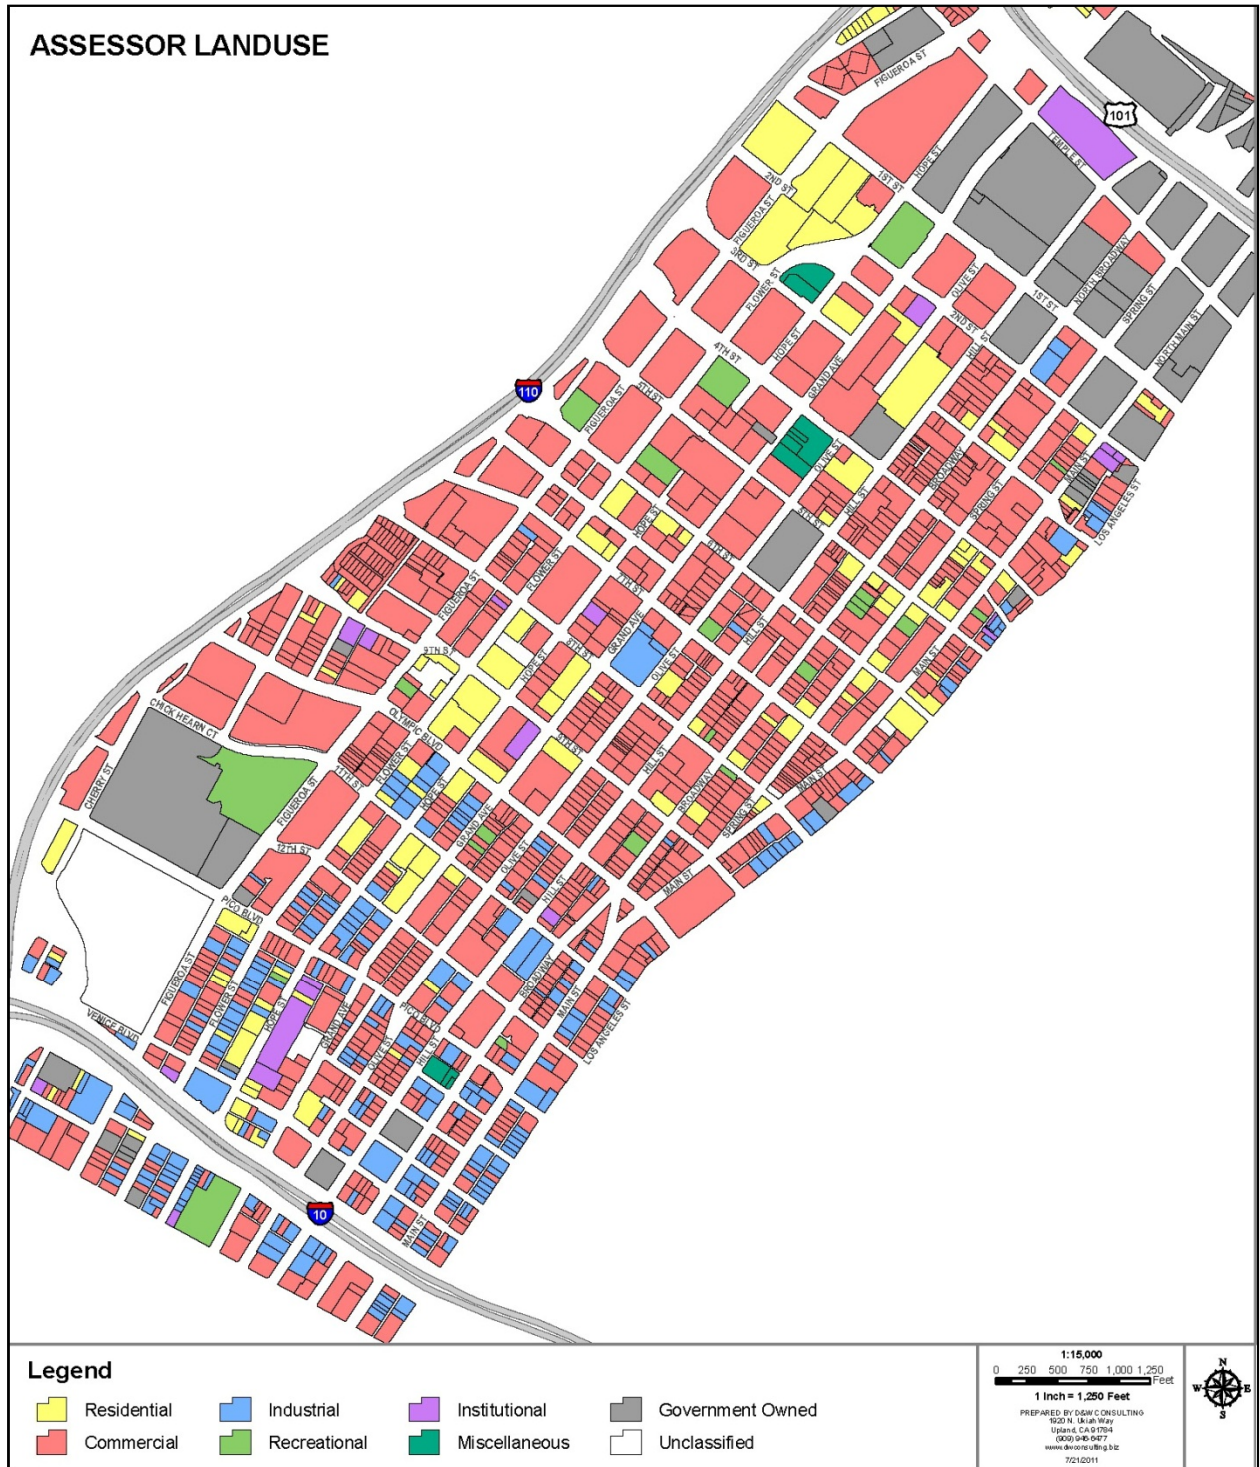 ASSESSOR LANDUSE
FIGUEROA ST
101
TEMPLE ST
HOPE ST
1ST ST
2ND ST
FIGUEROA ST
3RD ST
NORTH BROADWAY
OLIVE ST
SPRING ST
1ST ST
FLOWER ST
2ND ST
NORTH MAIN ST
HILL ST
HOPE ST
4TH ST
GRAND AVE
110
5TH ST
FIGUEROA ST
OLIVE ST
BROADWAY
MAIN ST
HILL ST
SPRING ST
LOS ANGELES ST
5TH ST
HOPE ST
6TH ST
FLOWER ST
7TH ST
FIGUEROA ST
GRAND AVE
HILL ST
9TH ST
8TH ST
HOPE ST
OLIVE ST
MAIN ST
CHICK HEARN CT
OLYMPIC BLVD
9TH ST
HILL ST
FLOWER ST
11TH ST
CHERRY ST
FIGUEROA ST
HOPE ST
BROADWAY
MAIN ST
GRAND AVE
SPRING ST
12TH ST
OLIVE ST
HILL ST
MAIN ST
PICO BLVD
FIGUEROA ST
BROADWAY
FLOWER ST
HOPE ST
MAIN ST
VENICE BLVD
GRAND AVE
PICO BLVD
LOS ANGELES ST
OLIVE ST
HILL ST
10
MAIN ST
Legend
Residential
Industrial
Institutional
Government Owned
Commercial
Recreational
Miscellaneous
Unclassified
1:15,000
0 250 500 750 1,000 1,250
Feet
1 Inch = 1,250 Feet
PREPARED BY D&W CONSULTING
1920 N. Ukiah Way
Upland, CA 91784
(909) 946-6477
www.dwconsulting.biz
7/21/2011
N
W E
S